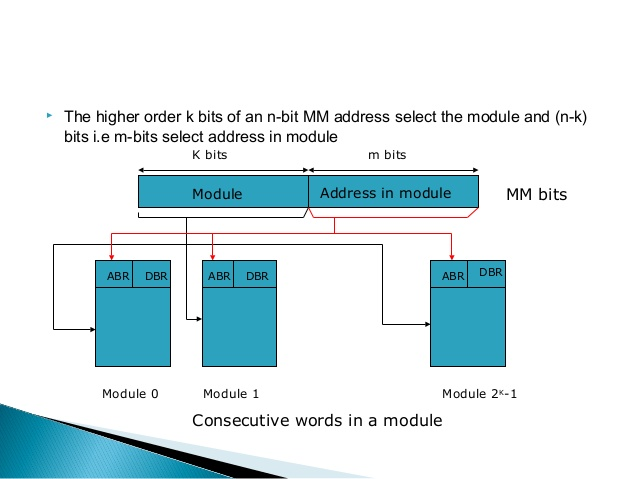 The higher order k bits of an n-bit MM address select the module and (n-k)
bits i.e m-bits select address in module
K bits
m bits
Module
Address in module
MM bits
ABR
DBR
ABR
DBR
ABR
DBR
Module 0
Module 1
Module 2ᴷ-1
Consecutive words in a module